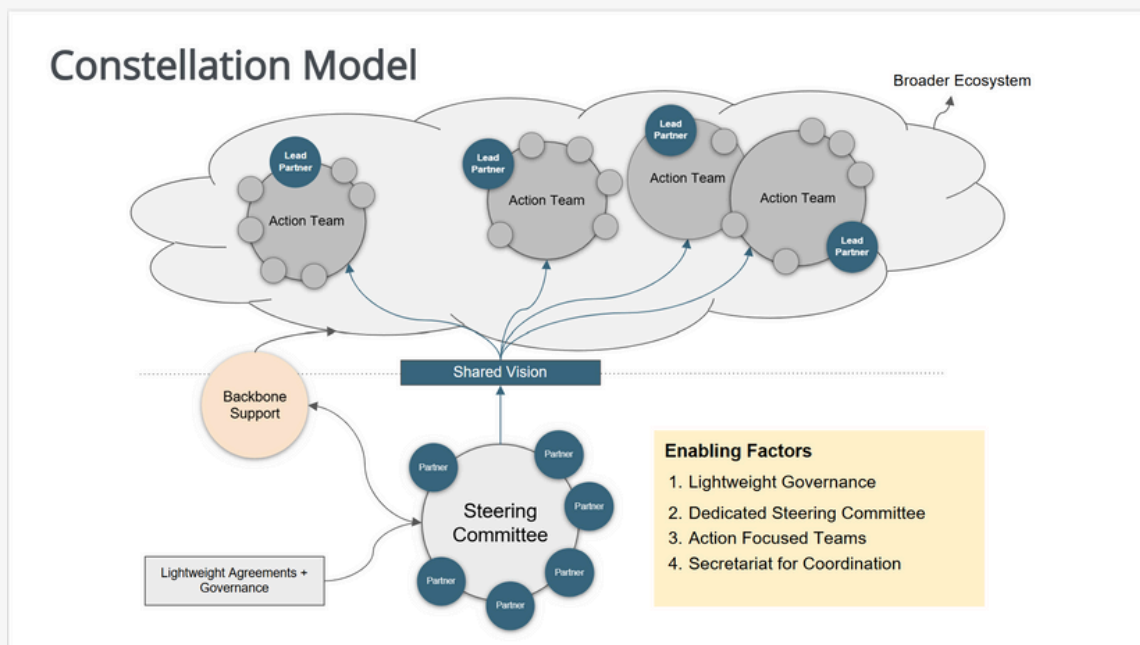 Constellation Model
Broader Ecosystem
Lead
Partner
Action Team
Lead
Partner
Action Team
Lead
Partner
Action Team
Action Team
Lead
Partner
Shared Vision
Backbone
Support
Partner
Partner
Partner
Partner
Partner
Partner
Steering
Committee
Lightweight Agreements +
Governance
Enabling Factors
1. Lightweight Governance
2. Dedicated Steering Committee
3. Action Focused Teams
4. Secretariat for Coordination